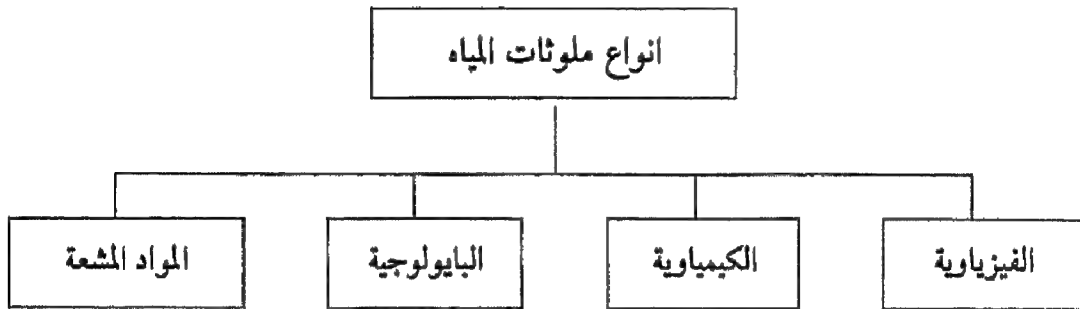 انواع ملوثات المياه
الفيزياوية
الكيمياوية
البايولوجية
المواد المشعة